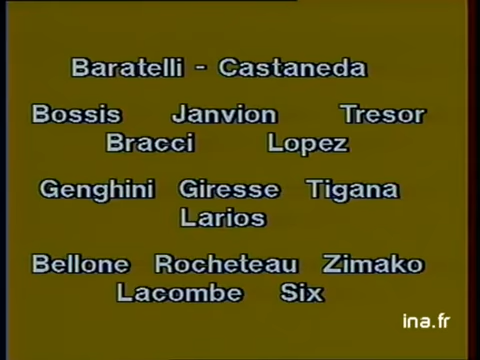 Baratelli - Castaneda
Bossis Janvion Tresor
Bracci Lopez
Genghini Giresse Tigana
Larios
Bellone Rocheteau Zimako
Lacombe Six
ina.fr